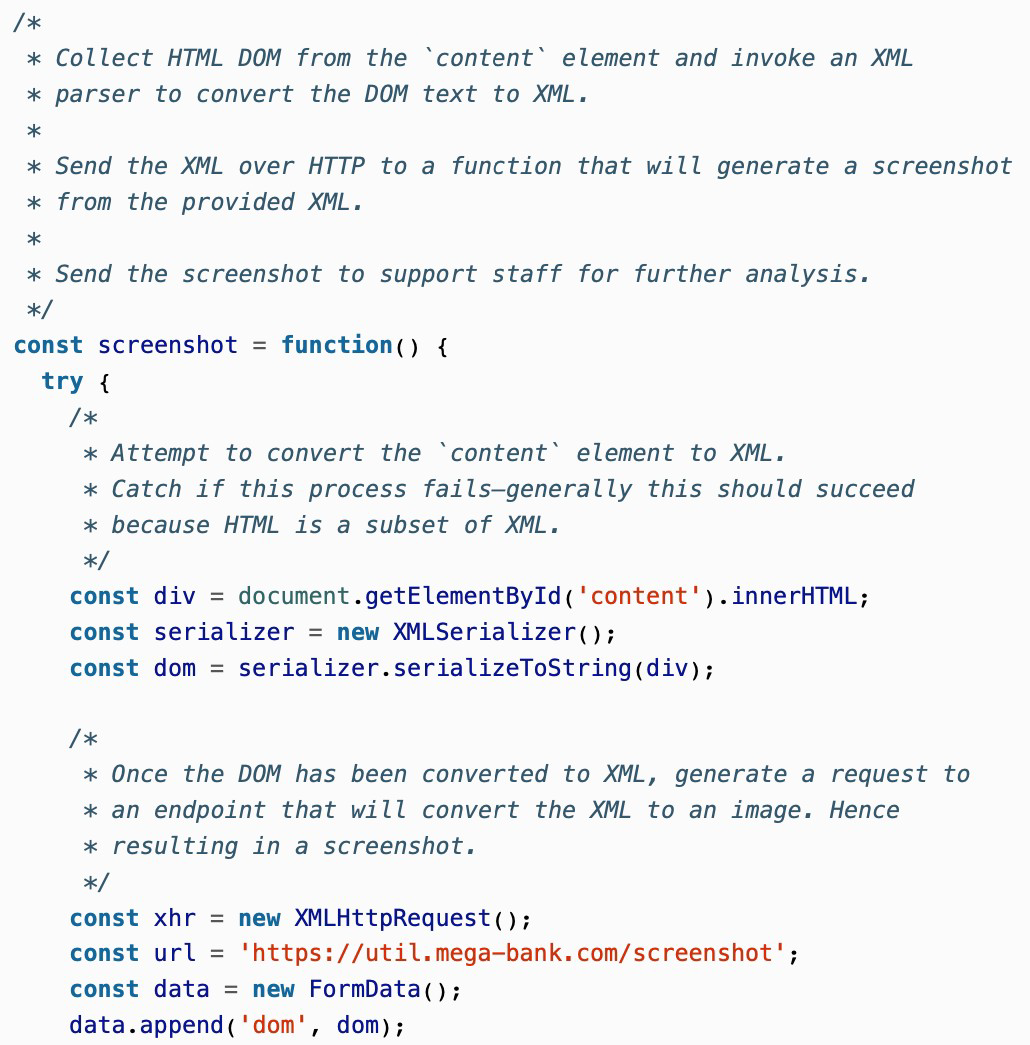 /*
 * Collect HTML DOM from the `content` element and invoke an XML
 * parser to convert the DOM text to XML.
 *
 * Send the XML over HTTP to a function that will generate a screenshot
 * from the provided XML.
 *
 * Send the screenshot to support staff for further analysis.
 */
const screenshot = function() {
  try {
    /*
     * Attempt to convert the `content` element to XML.
     * Catch if this process fails—generally this should succeed
     * because HTML is a subset of XML.
     */
    const div = document.getElementById('content').innerHTML;
    const serializer = new XMLSerializer();
    const dom = serializer.serializeToString(div);

    /*
     * Once the DOM has been converted to XML, generate a request to
     * an endpoint that will convert the XML to an image. Hence
     * resulting in a screenshot.
     */
    const xhr = new XMLHttpRequest();
    const url = 'https://util.mega-bank.com/screenshot';
    const data = new FormData();
    data.append('dom', dom);